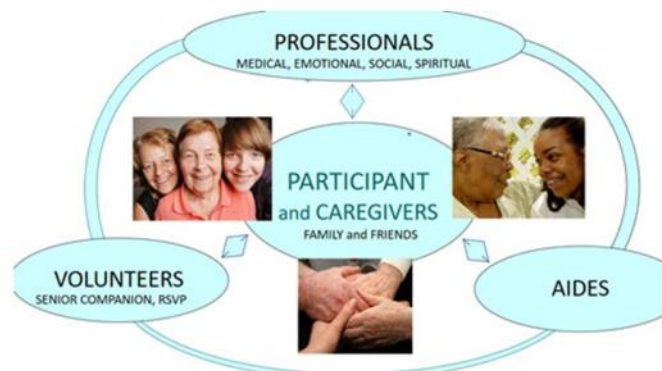 PROFESSIONALS
MEDICAL, EMOTIONAL, SOCIAL, SPIRITUAL
PARTICIPANT
and CAREGIVERS
FAMILY and FRIENDS
VOLUNTEERS
SENIOR COMPANION, RSVP
AIDES